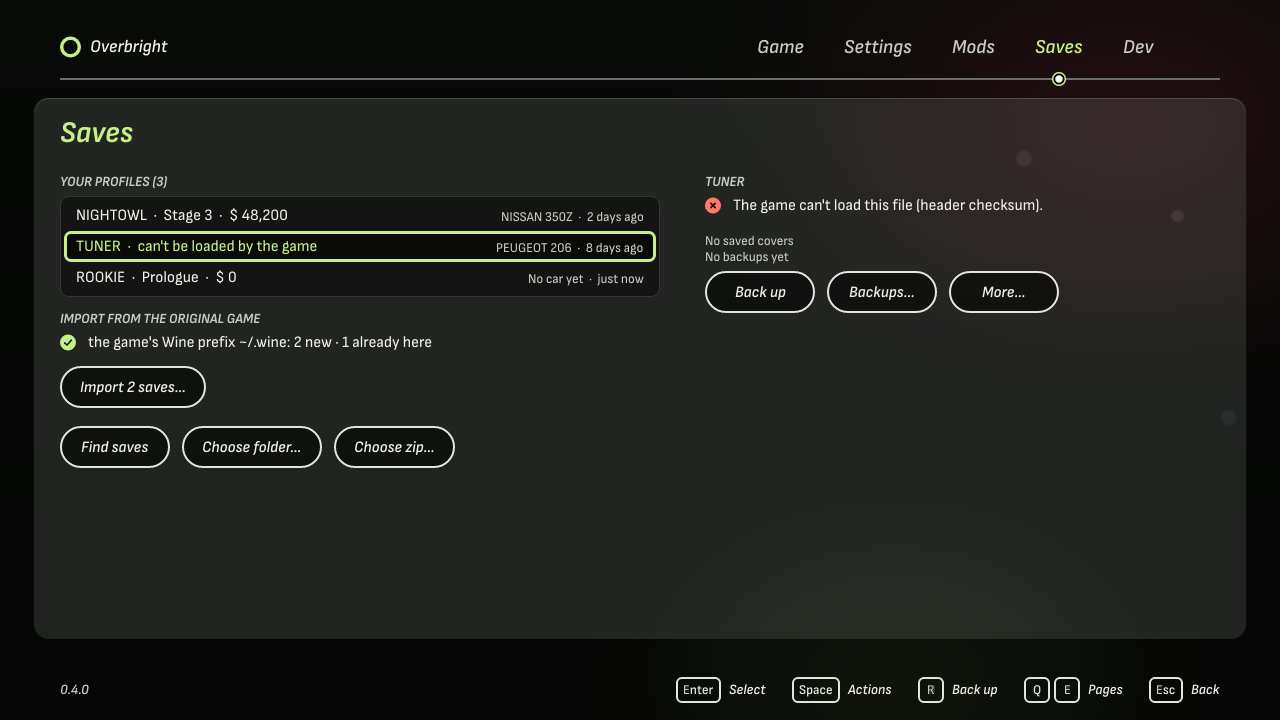 Overbright
Game
Settings
Mods
Saves
Dev
Saves
YOUR PROFILES (3)
NIGHTOWL · Stage 3 · $ 48,200
NISSAN 350Z · 2 days ago
TUNER · can't be loaded by the game
PEUGEOT 206 · 8 days ago
ROOKIE · Prologue · $ 0
No car yet · just now
IMPORT FROM THE ORIGINAL GAME
the game's Wine prefix ~/.wine: 2 new · 1 already here
Import 2 saves...
Find saves
Choose folder...
Choose zip...
TUNER
The game can't load this file (header checksum).
No saved covers
No backups yet
Back up
Backups...
More...
0.4.0
Enter Select
Space Actions
R Back up
Q E Pages
Esc Back